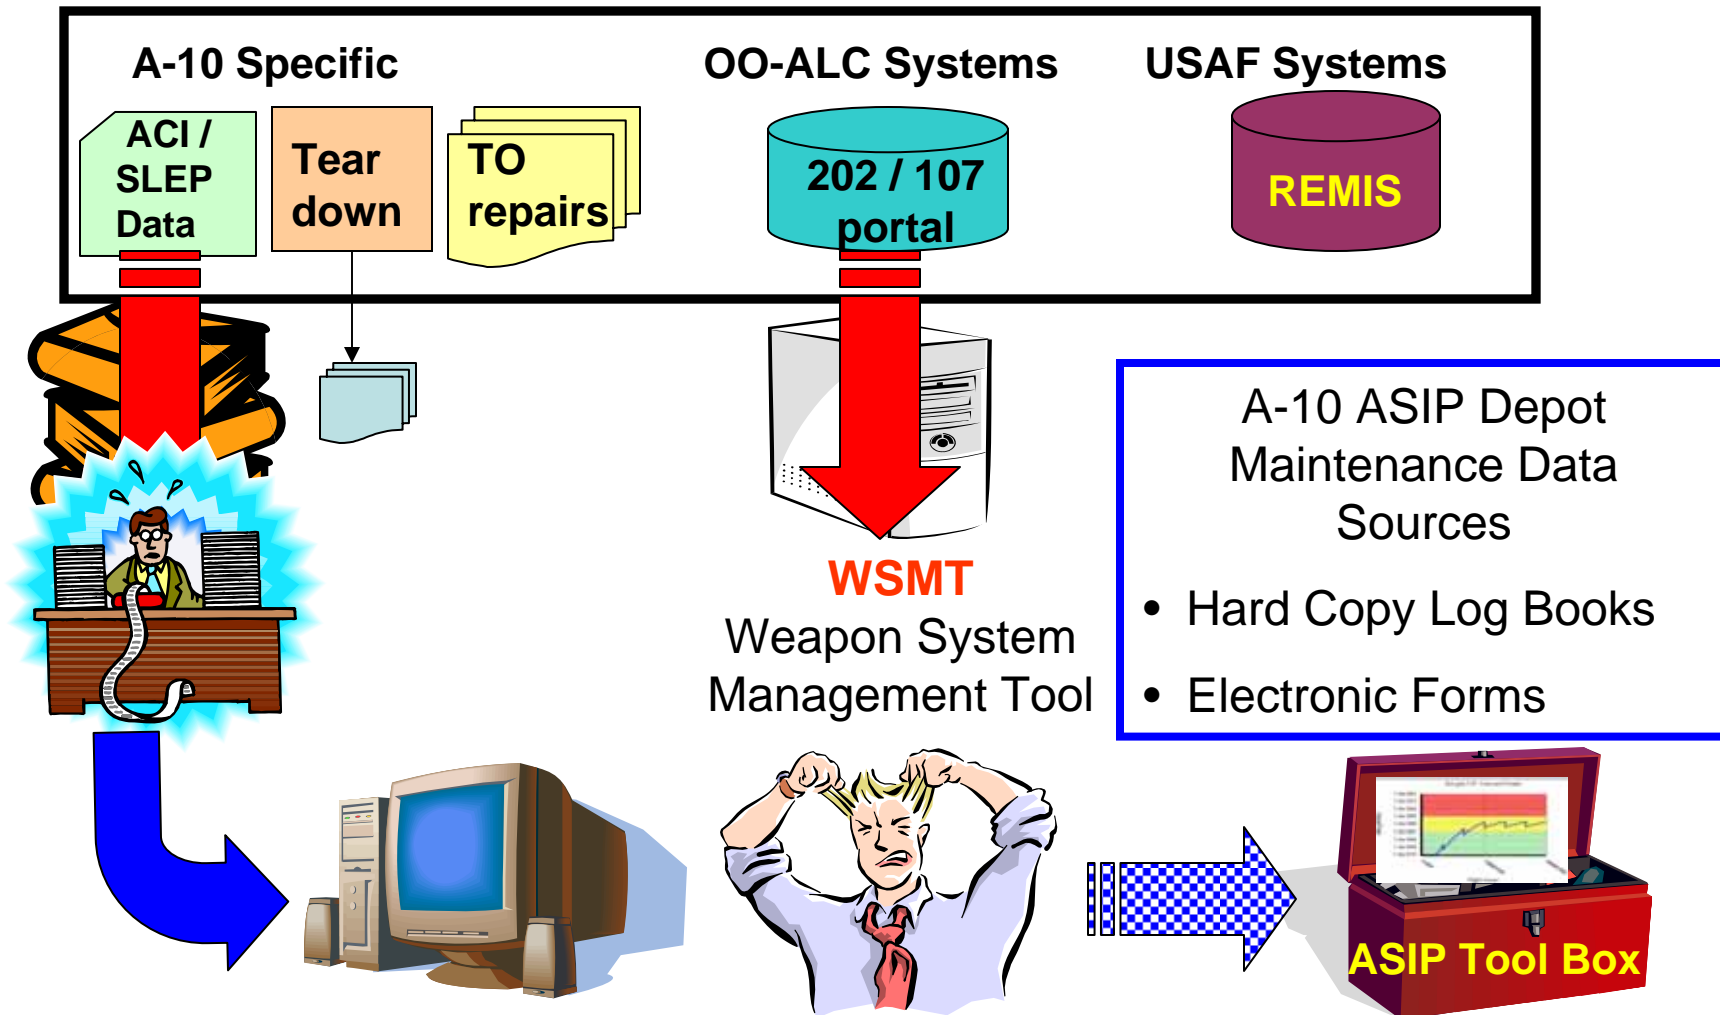 A-10 Specific
OO-ALC Systems
USAF Systems
ACI /
SLEP
Data
Tear
down
TO
repairs
202 / 107
portal
REMIS
WSMT
Weapon System
Management Tool
A-10 ASIP Depot
Maintenance Data
Sources
• Hard Copy Log Books
• Electronic Forms
ASIP Tool Box